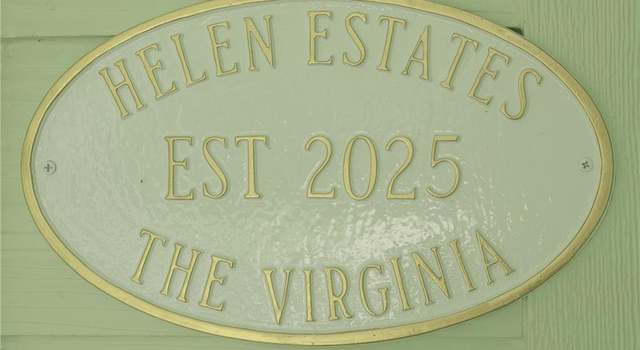 HELEN ESTATES
EST 2025
THE VIRGINIA